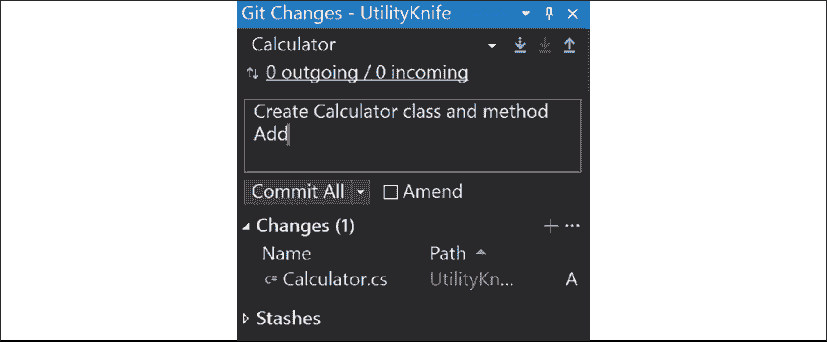 Git Changes - UtilityKnife
Calculator
0 outgoing / 0 incoming
Create Calculator class and method
Add
Commit All
Amend
Changes (1)
Name Path
C# Calculator.cs UtilityKn... A
Stashes